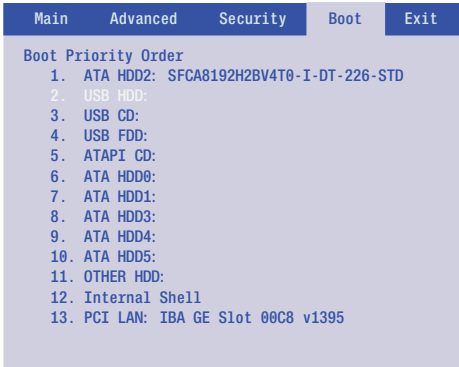 Main Advanced Security Boot Exit
Boot Priority Order
1. ATA HDD2: SFCA8192H2BV4T0-I-DT-226-STD
2. USB HDD:
3. USB CD:
4. USB FDD:
5. ATAPI CD:
6. ATA HDD0:
7. ATA HDD1:
8. ATA HDD3:
9. ATA HDD4:
10. ATA HDD5:
11. OTHER HDD:
12. Internal Shell
13. PCI LAN: IBA GE Slot 00C8 v1395